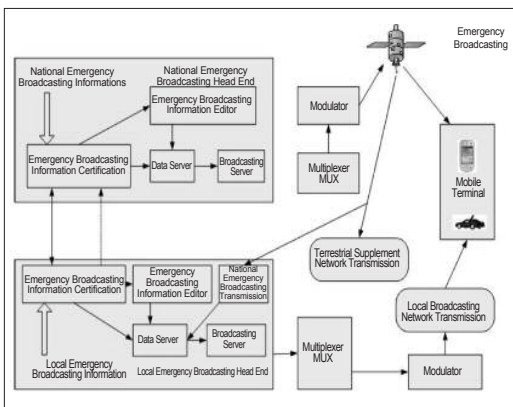 Emergency
Broadcasting
National Emergency
Broadcasting Informations
National Emergency
Broadcasting Head End
Emergency Broadcasting
Information Editor
Emergency Broadcasting
Information Certification
Data Server
Broadcasting
Server
Modulator
Multiplexer
MUX
Mobile
Terminal
Terrestrial Supplement
Network Transmission
Emergency Broadcasting
Information Certification
Emergency
Broadcasting
Information Editor
National
Emergency
Broadcasting
Transmission
Data Server
Broadcasting
Server
Local Emergency
Broadcasting Information
Local Emergency Broadcasting Head End
Multiplexer
MUX
Local Broadcasting
Network Transmission
Modulator